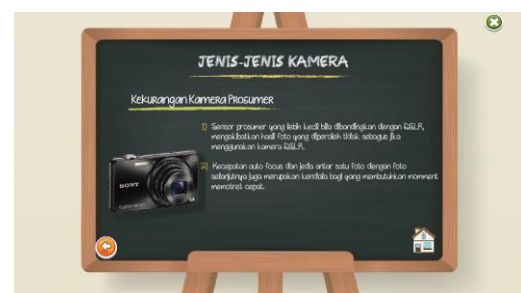 JENIS-JENIS KAMERA
Kekurangan Kamera Prosumer
1) Sensor prosumer yang lebih kecil bila dibandingkan dengan DSLR,
mengakibatkan hasil foto yang diperoleh tidak sebagus jika
menggunakan kamera DSLR.
2) Kecepatan auto focus dan jeda antar satu foto dengan foto
selanjutnya juga merupakan kendala bagi yang membutuhkan momment
memotret cepat.
SONY